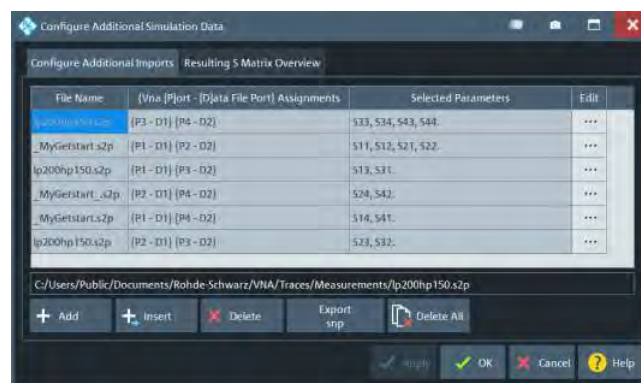 Configure Additional Simulation Data
Configure Additional Imports Resulting S Matrix Overview
File Name {Vna [P]ort - [D]ata File Port} Assignments Selected Parameters Edit
lp200hp150.s2p {P3 - D1} {P4 - D2} S33, S34, S43, S44. ...
_MyGetstart.s2p {P1 - D1} {P2 - D2} S11, S12, S21, S22. ...
lp200hp150.s2p {P1 - D1} {P3 - D2} S13, S31. ...
_MyGetstart_.s2p {P2 - D1} {P4 - D2} S24, S42. ...
_MyGetstart.s2p {P1 - D1} {P4 - D2} S14, S41. ...
lp200hp150.s2p {P2 - D1} {P3 - D2} S23, S32. ...
C:/Users/Public/Documents/Rohde-Schwarz/VNA/Traces/Measurements/lp200hp150.s2p
Add Insert Delete Export snp Delete All
Apply OK Cancel ? Help